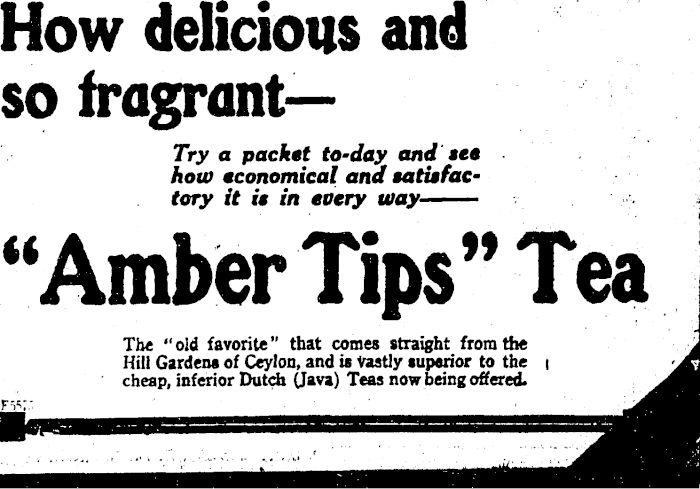 How delicious and
so fragrant—
Try a packet to-day and see
how economical and satisfac-
tory it is in every way——
“Amber Tips” Tea
The “old favorite” that comes straight from the
Hill Gardens of Ceylon, and is vastly superior to the
cheap, inferior Dutch (Java) Teas now being offered.